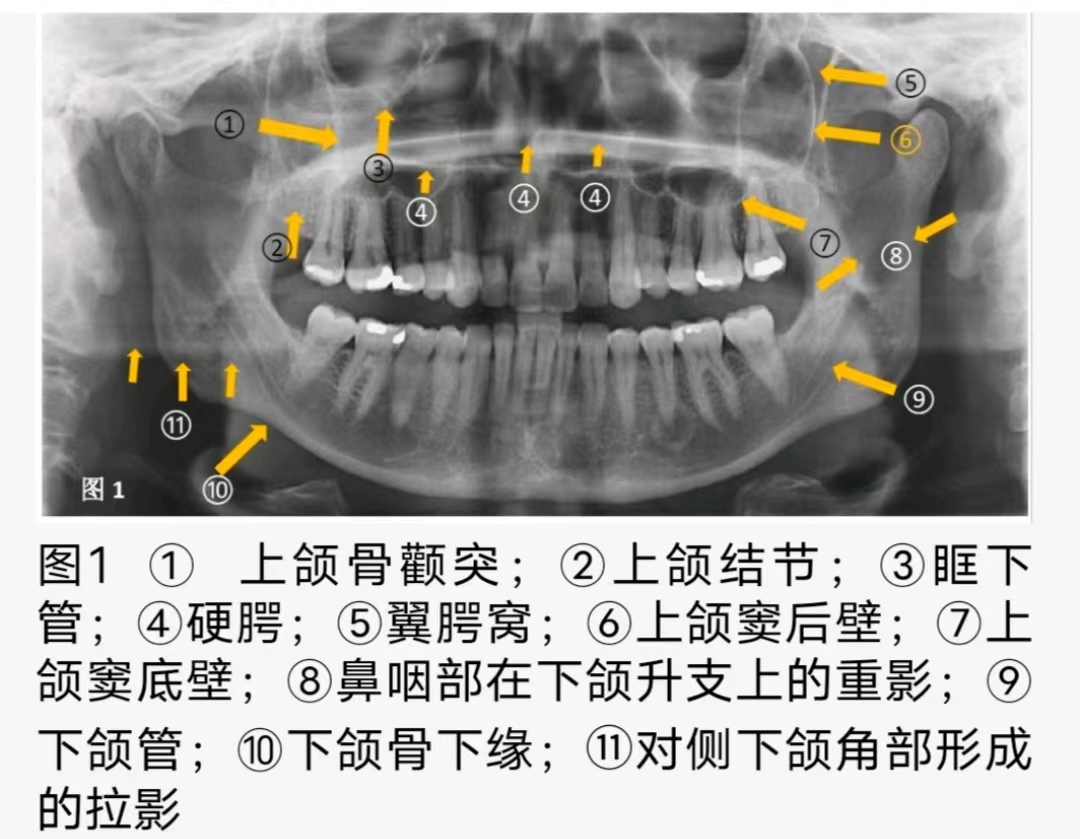 ①
②
③
④
④
④
⑤
⑥
⑦
⑧
⑨
⑩
⑪
图 1
图1 ① 上颌骨颧突；②上颌结节；③眶下
管；④硬腭；⑤翼腭窝；⑥上颌窦后壁；⑦上
颌窦底壁；⑧鼻咽部在下颌升支上的重影；⑨
下颌管；⑩下颌骨下缘；⑪对侧下颌角部形成
的拉影